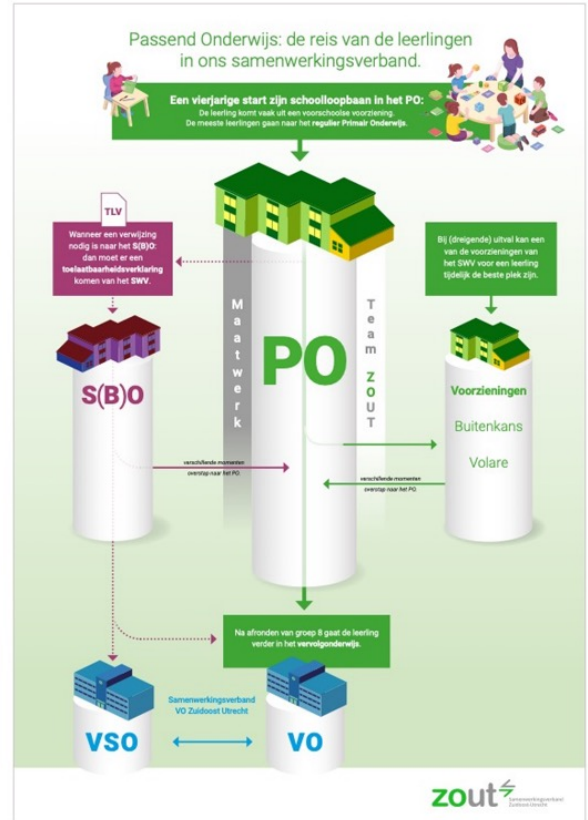 Passend Onderwijs: de reis van de leerlingen
in ons samenwerkingsverband.
Een vierjarige start zijn schoolloopbaan in het PO:
De leerling komt vaak uit een voorschoolse voorziening.
De meeste leerlingen gaan naar het regulier Primair Onderwijs.
TLV
Wanneer een verwijzing
nodig is naar het S(B)O:
dan moet er een
toelaatbaarheidsverklaring
komen van het SWV.
Bij (dreigende) uitval kan een
van de voorzieningen van
het SWV voor een leerling
tijdelijk de beste plek zijn.
Maatwerk
PO
Team ZOUT
S(B)O
Voorzieningen
Buitenkans
Volare
verschillende momenten
overstap naar het PO.
verschillende momenten
overstap naar het PO.
Na afronden van groep 8 gaat de leerling
verder in het vervolgonderwijs.
Samenwerkingsverband
VO Zuidoost Utrecht
VSO
VO
zout
Samenwerkingsverband
Zuidoost Utrecht